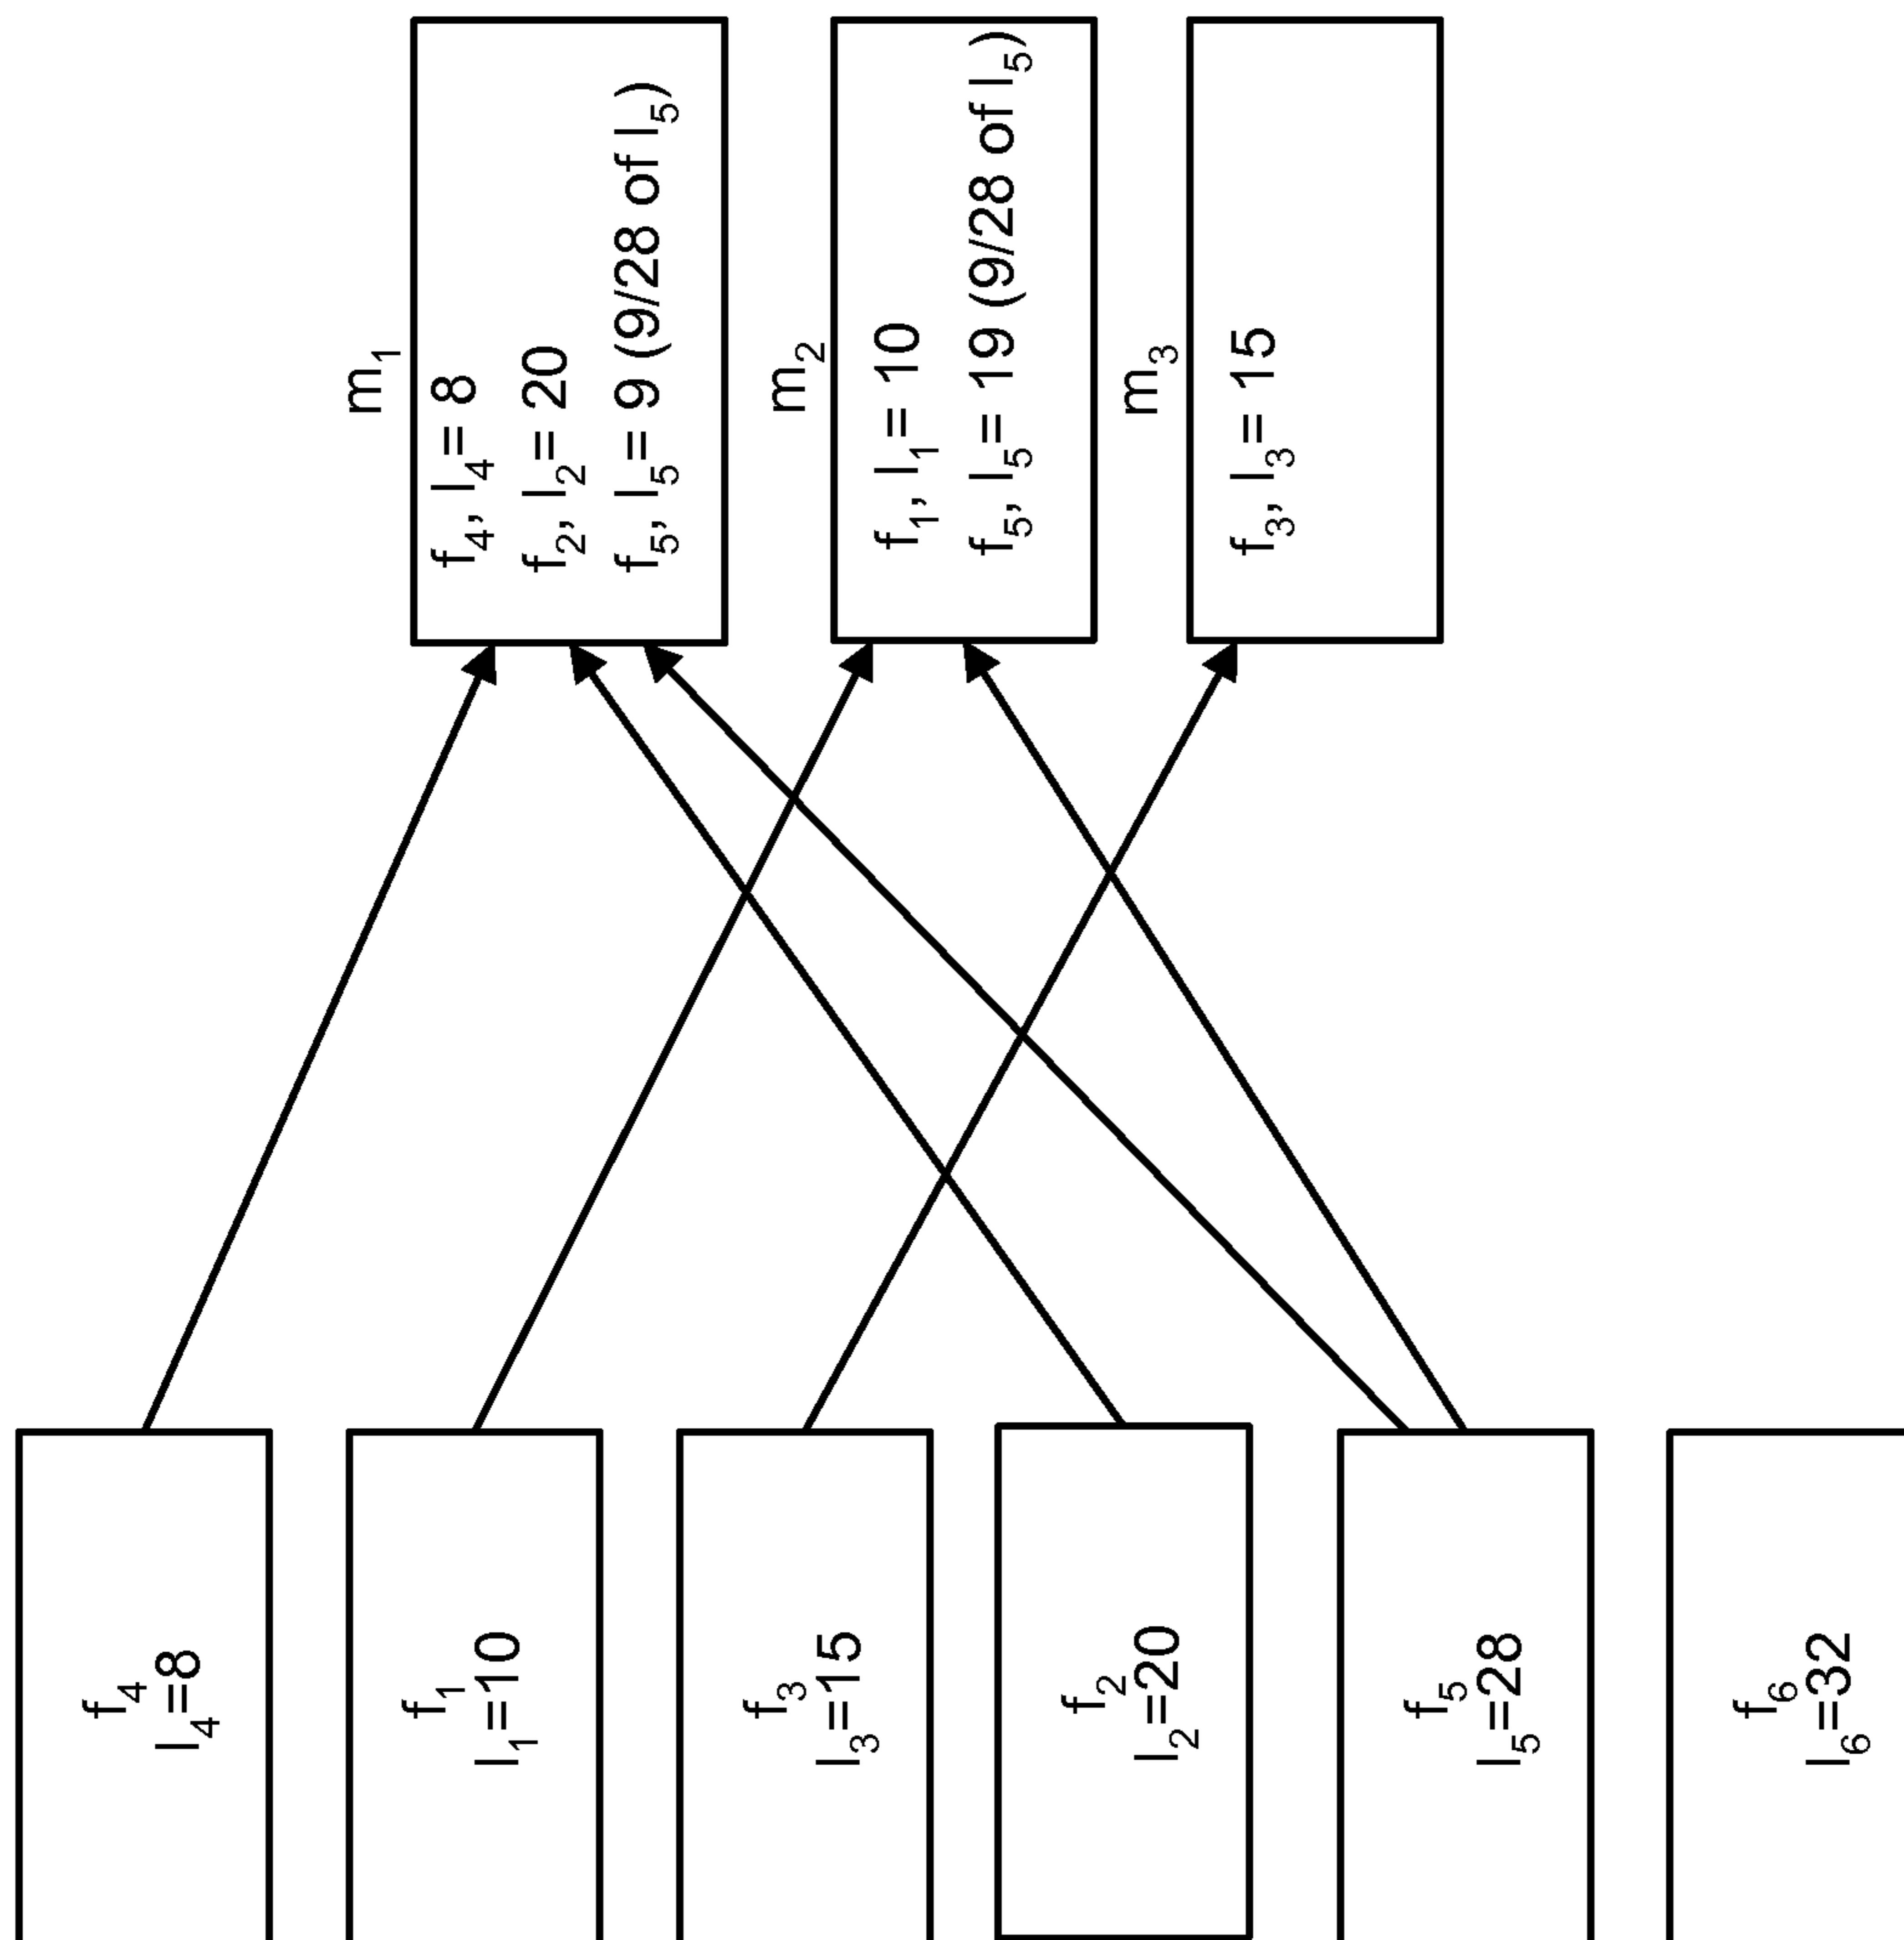 f4
l4=8
f1
l1=10
f3
l3=15
f2
l2=20
f5
l5=28
f6
l6=32
m1
f4, l4= 8
f2, l2= 20
f5, l5= 9 (9/28 of l5)
m2
f1, l1= 10
f5, l5= 19 (9/28 of l5)
m3
f3, l3= 15